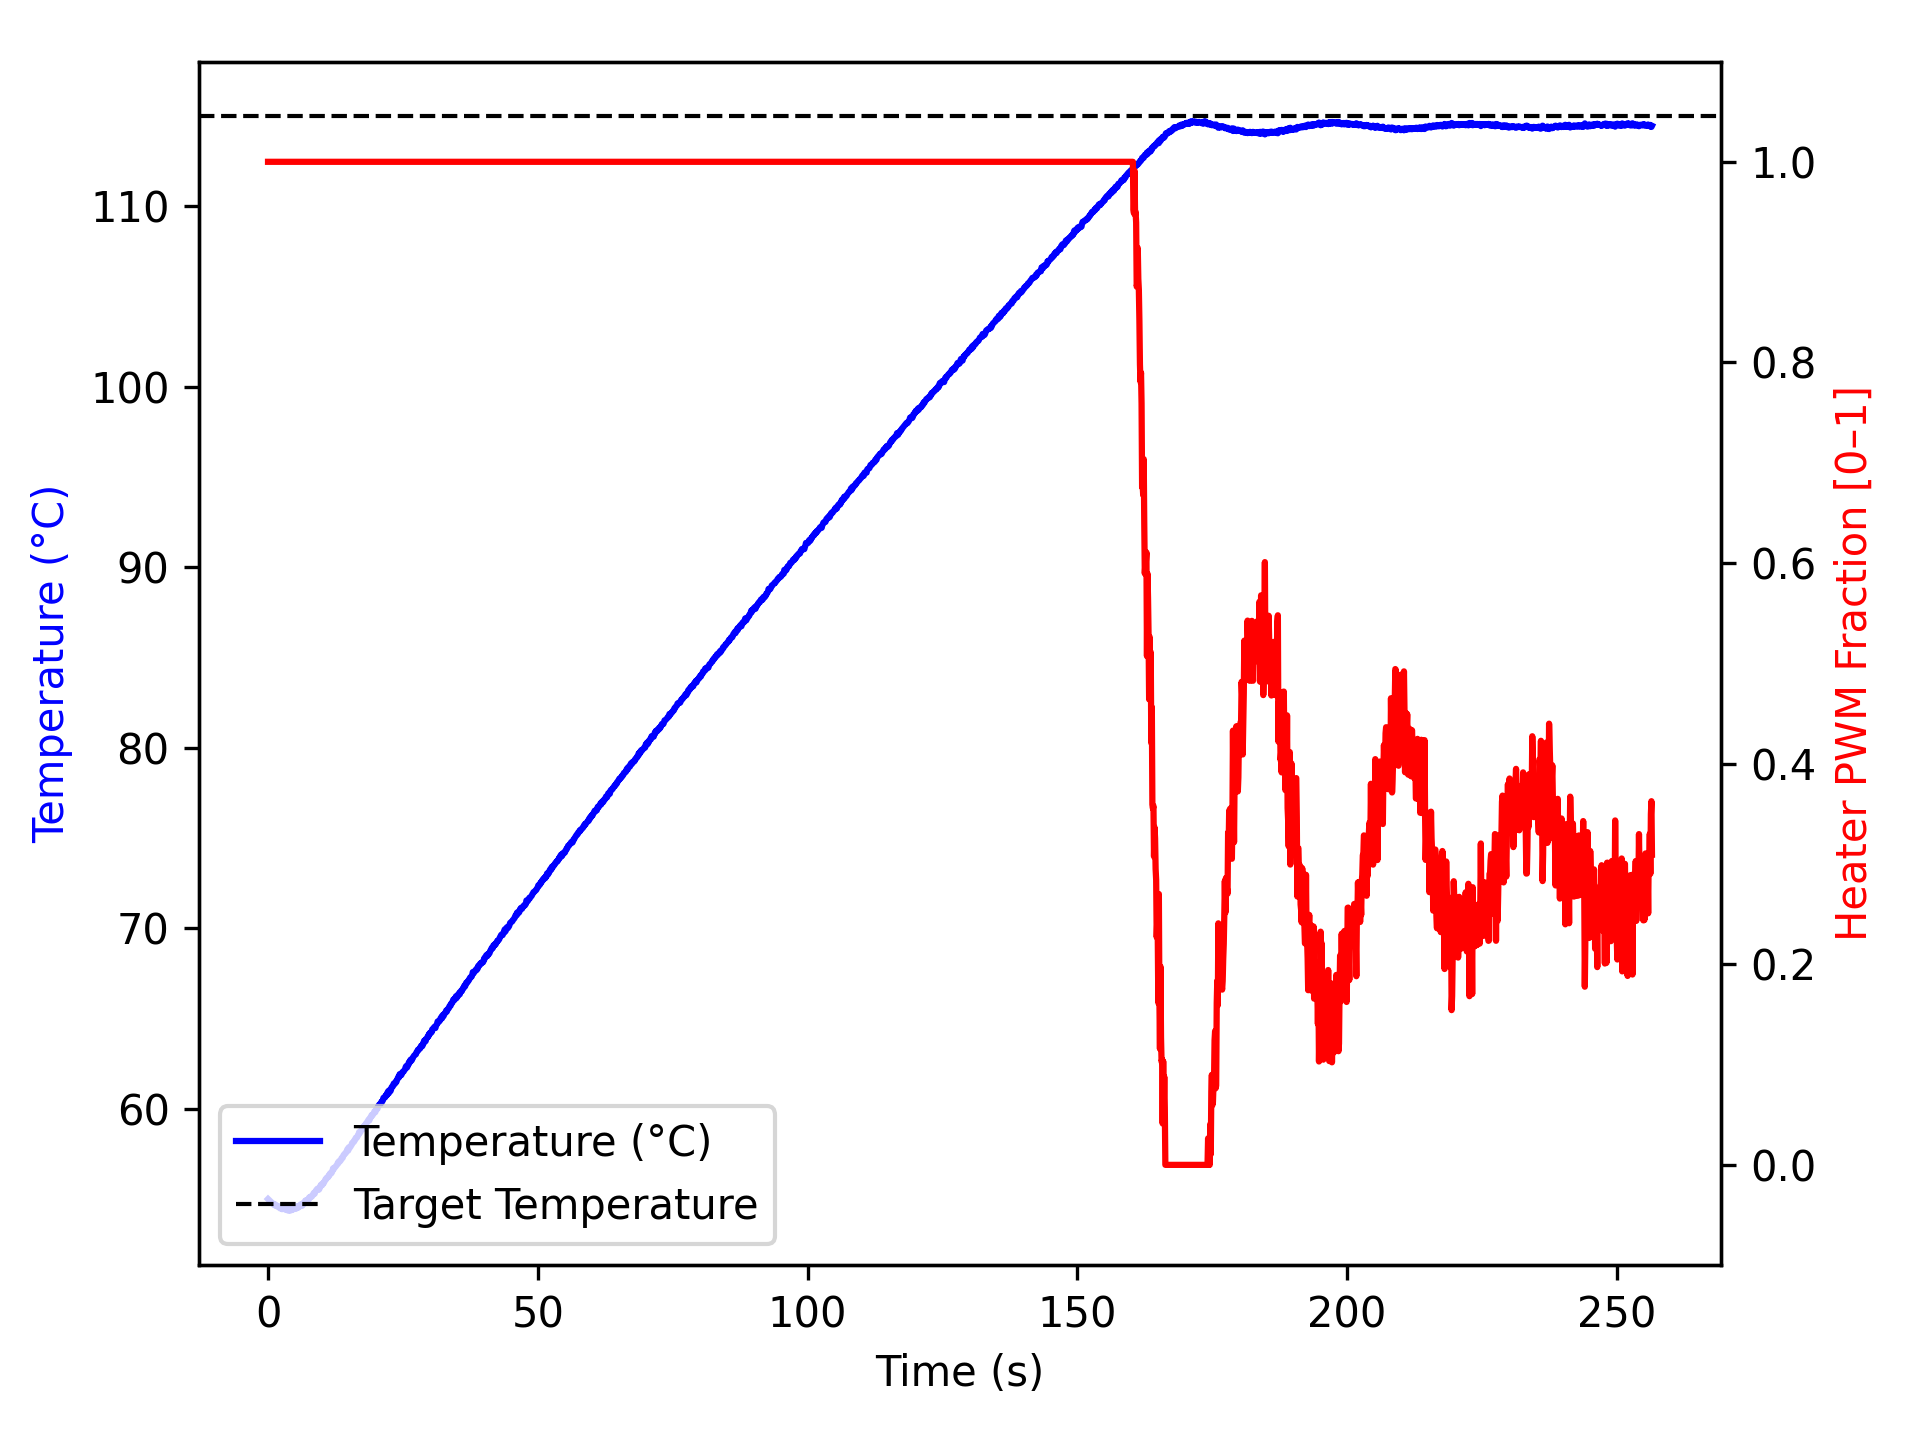 110
100
90
80
70
60
Temperature (°C)
1.0
0.8
0.6
0.4
0.2
0.0
Heater PWM Fraction [0–1]
Temperature (°C)
Target Temperature
0 50 100 150 200 250
Time (s)